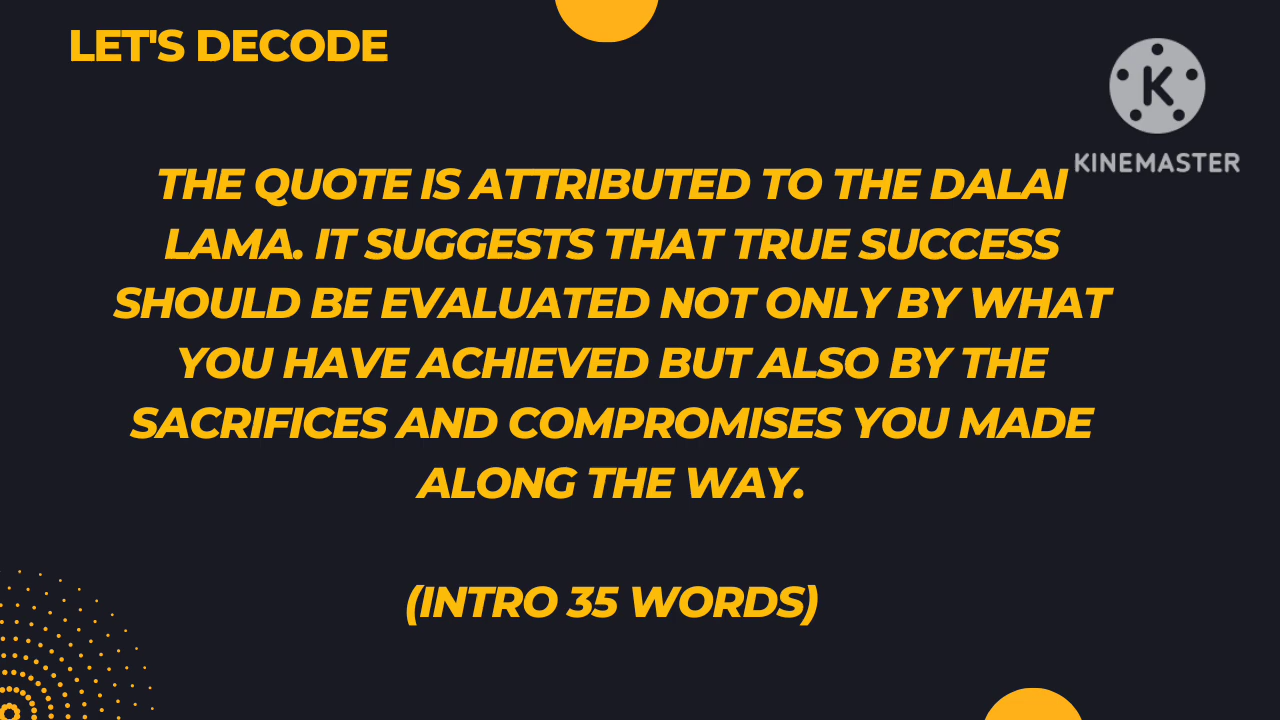 LET'S DECODE
K
KINEMASTER
THE QUOTE IS ATTRIBUTED TO THE DALAI
LAMA. IT SUGGESTS THAT TRUE SUCCESS
SHOULD BE EVALUATED NOT ONLY BY WHAT
YOU HAVE ACHIEVED BUT ALSO BY THE
SACRIFICES AND COMPROMISES YOU MADE
ALONG THE WAY.
(INTRO 35 WORDS)